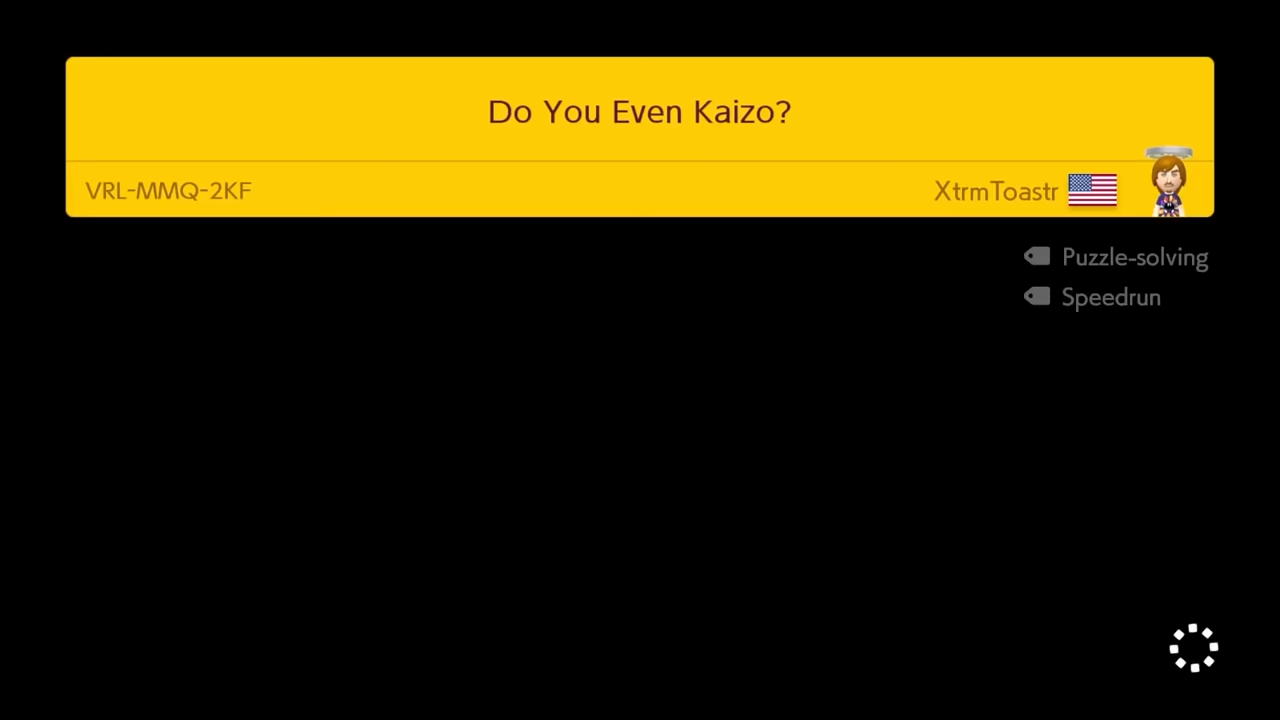 Do You Even Kaizo?
VRL-MMQ-2KF
XtrmToastr
Puzzle-solving
Speedrun